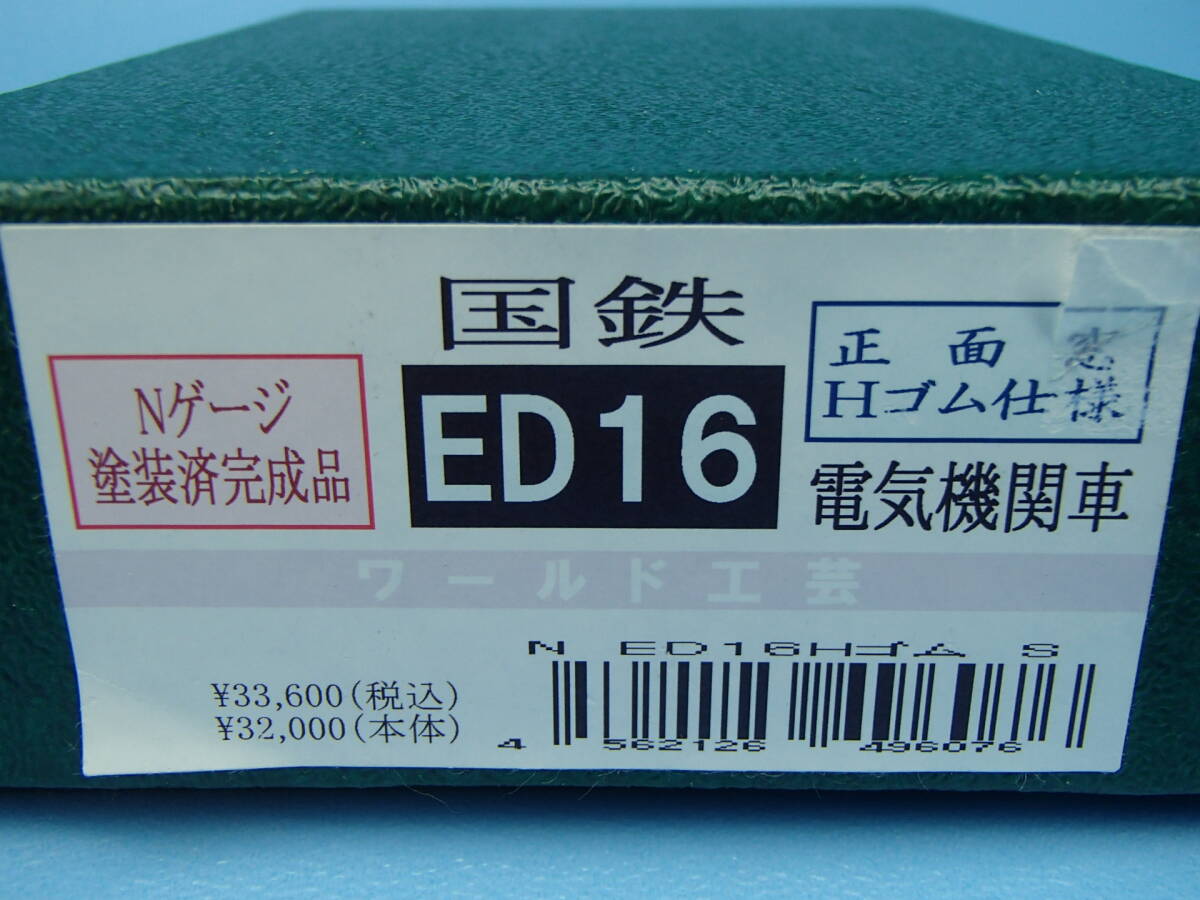 国鉄
Nゲージ
塗装済完成品
ED16
正面窓
Hゴム仕様
電気機関車
ワールド工芸
N ED16Hゴム S
¥33,600(税込)
¥32,000(本体)
4 562126 496076